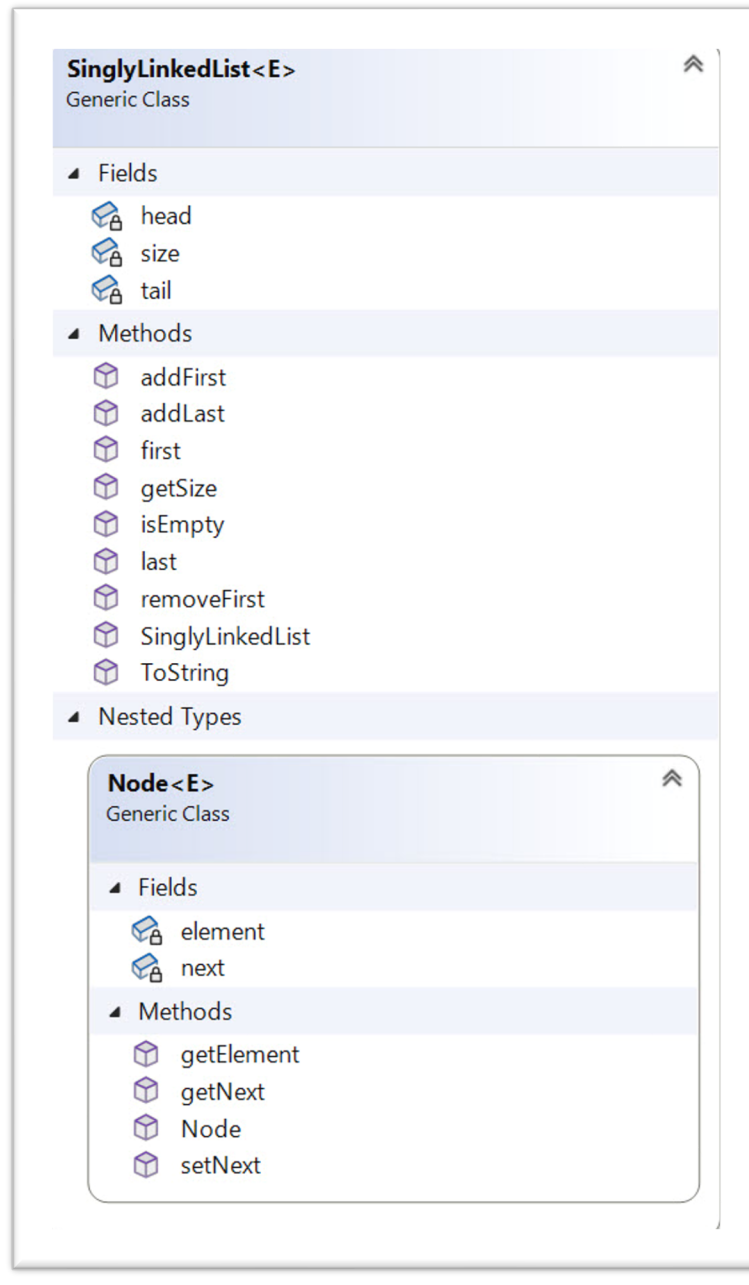 SinglyLinkedList<E>
Generic Class
Fields
head
size
tail
Methods
addFirst
addLast
first
getSize
isEmpty
last
removeFirst
SinglyLinkedList
ToString
Nested Types
Node<E>
Generic Class
Fields
element
next
Methods
getElement
getNext
Node
setNext